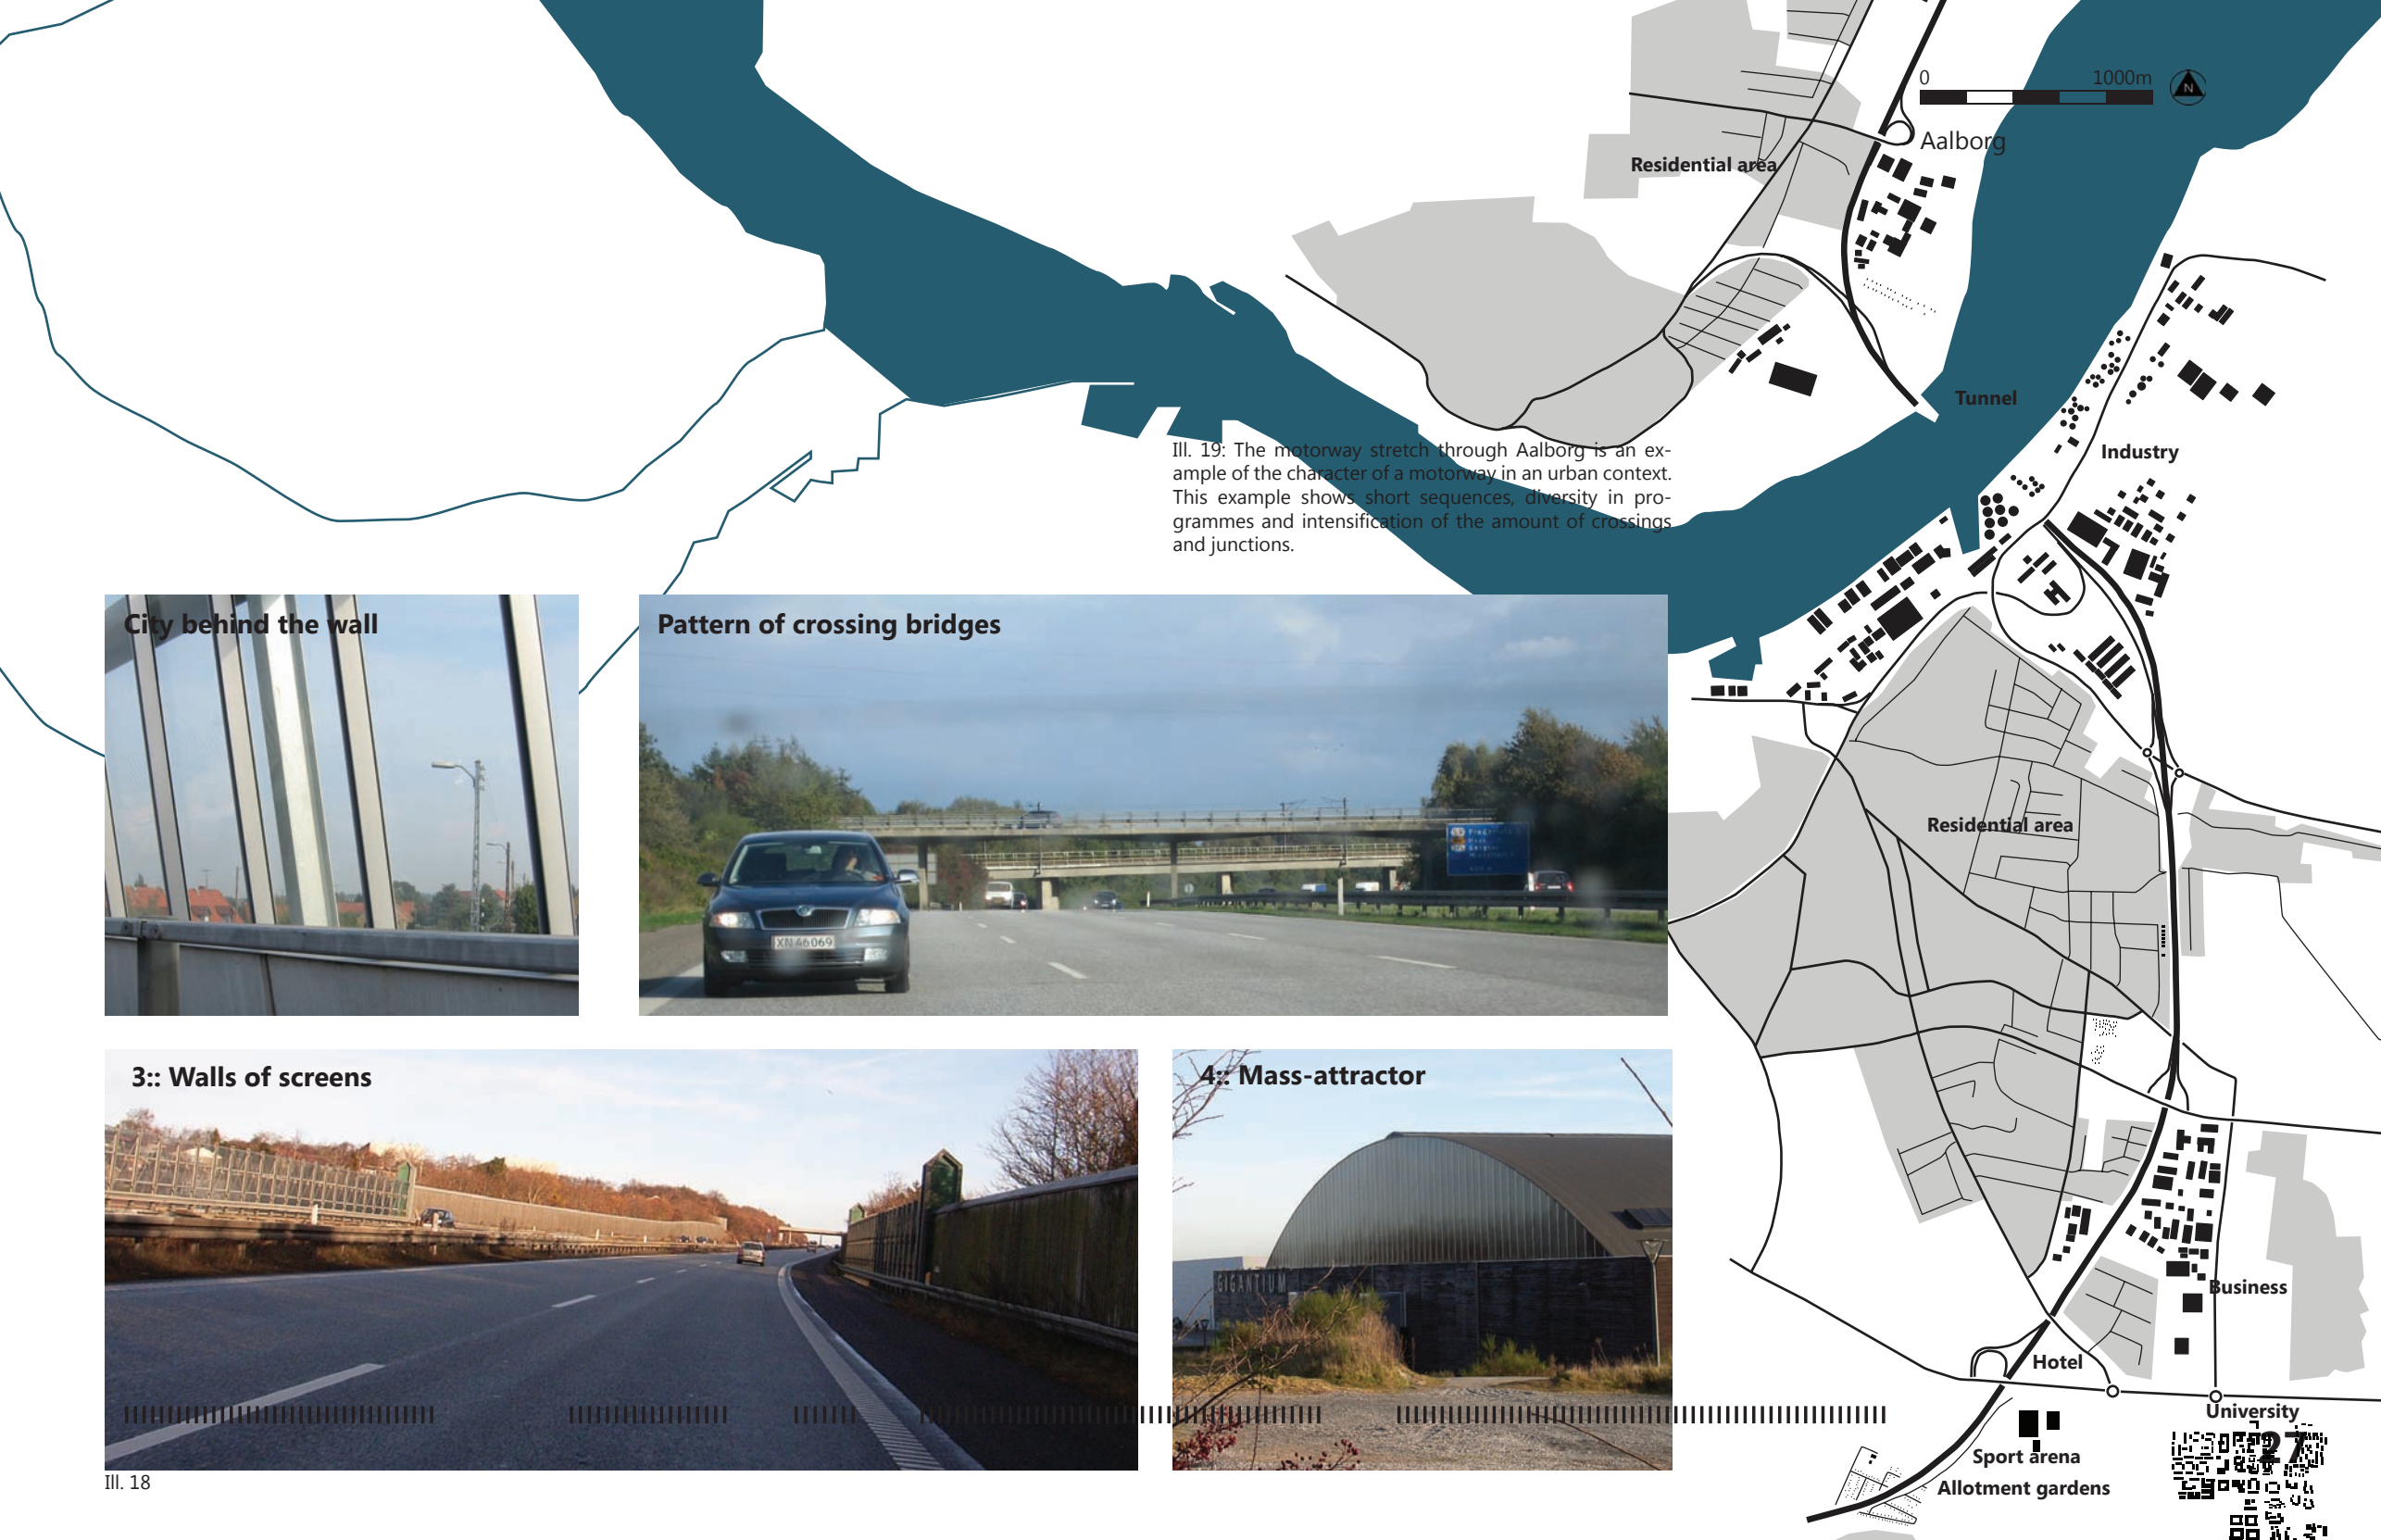 0 1000m
N
Aalborg
Residential area
Tunnel
Industry
Ill. 19: The motorway stretch through Aalborg is an ex-
ample of the character of a motorway in an urban context.
This example shows short sequences, diversity in pro-
grammes and intensification of the amount of crossings
and junctions.
City behind the wall
Pattern of crossing bridges
XN 46069
Residential area
3:: Walls of screens
4:: Mass-attractor
GIGANTIUM
Business
Hotel
University
27
Sport arena
Allotment gardens
Ill. 18